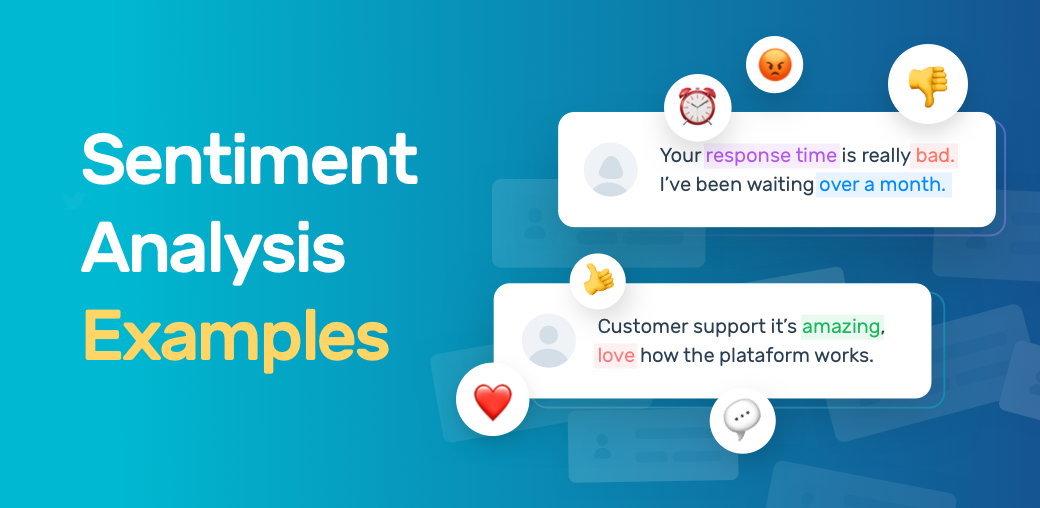 Sentiment
Analysis
Examples
Your response time is really bad.
I've been waiting over a month.
Customer support it's amazing,
love how the plataform works.